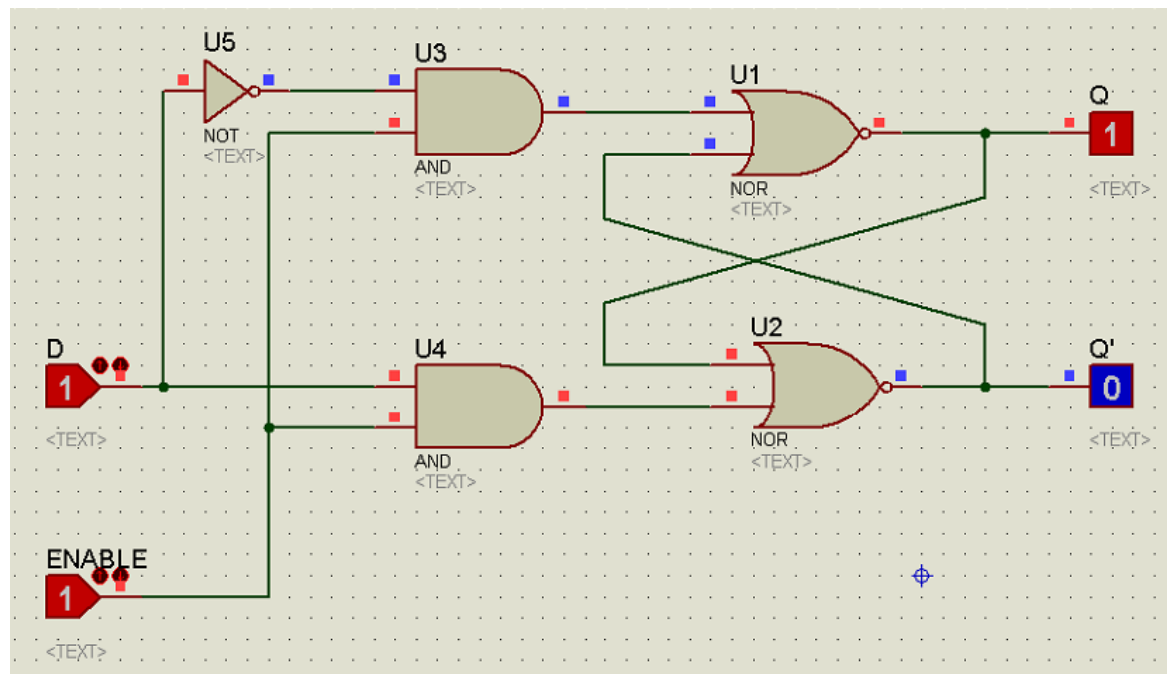 U5
NOT
<TEXT>
U3
AND
<TEXT>
U1
NOR
<TEXT>
Q
1
<TEXT>
D
1
<TEXT>
U4
AND
<TEXT>
U2
NOR
<TEXT>
Q'
0
<TEXT>
ENABLE
1
<TEXT>